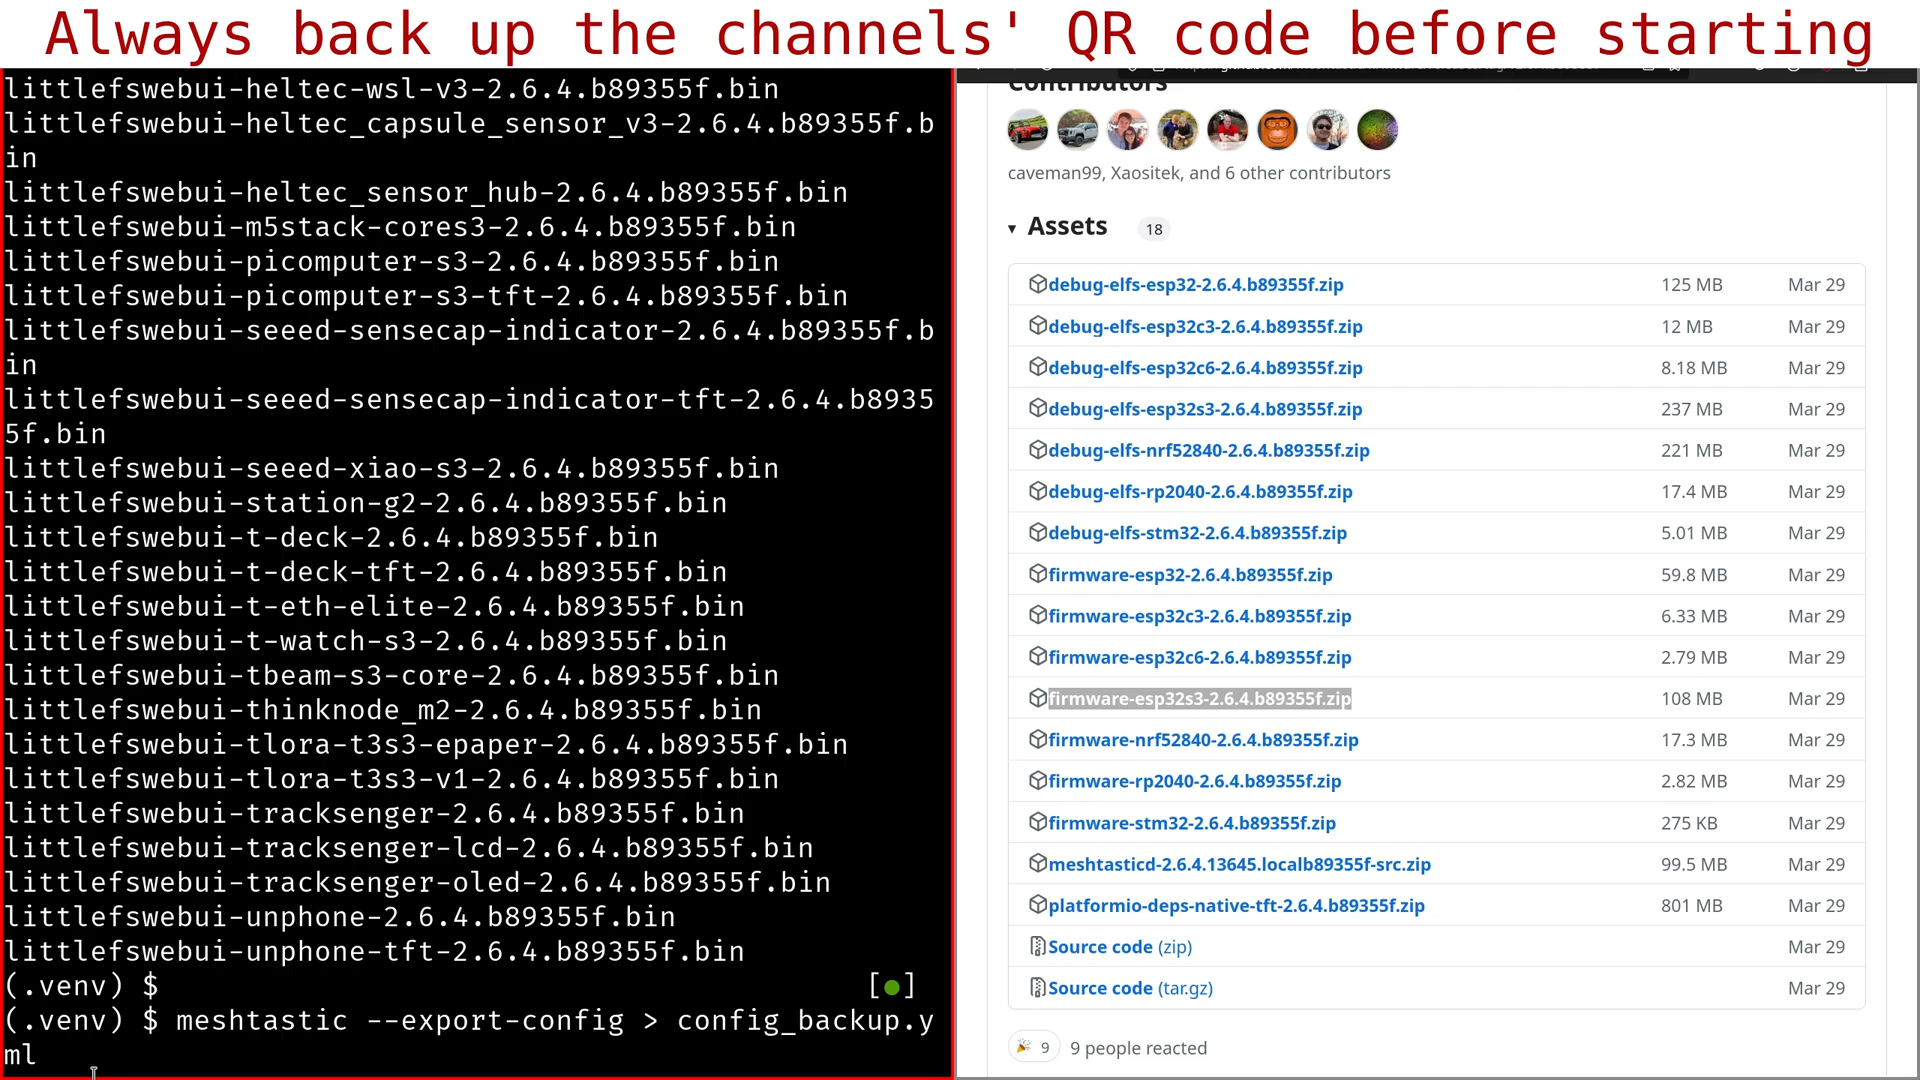 Always back up the channels' QR code before starting
littlefswebui-heltec-wsl-v3-2.6.4.b89355f.bin
littlefswebui-heltec_capsule_sensor_v3-2.6.4.b89355f.b
in
littlefswebui-heltec_sensor_hub-2.6.4.b89355f.bin
littlefswebui-m5stack-cores3-2.6.4.b89355f.bin
littlefswebui-picomputer-s3-2.6.4.b89355f.bin
littlefswebui-picomputer-s3-tft-2.6.4.b89355f.bin
littlefswebui-seeed-sensecap-indicator-2.6.4.b89355f.b
in
littlefswebui-seeed-sensecap-indicator-tft-2.6.4.b8935
5f.bin
littlefswebui-seeed-xiao-s3-2.6.4.b89355f.bin
littlefswebui-station-g2-2.6.4.b89355f.bin
littlefswebui-t-deck-2.6.4.b89355f.bin
littlefswebui-t-deck-tft-2.6.4.b89355f.bin
littlefswebui-t-eth-elite-2.6.4.b89355f.bin
littlefswebui-t-watch-s3-2.6.4.b89355f.bin
littlefswebui-tbeam-s3-core-2.6.4.b89355f.bin
littlefswebui-thinknode_m2-2.6.4.b89355f.bin
littlefswebui-tlora-t3s3-epaper-2.6.4.b89355f.bin
littlefswebui-tlora-t3s3-v1-2.6.4.b89355f.bin
littlefswebui-tracksenger-2.6.4.b89355f.bin
littlefswebui-tracksenger-lcd-2.6.4.b89355f.bin
littlefswebui-tracksenger-oled-2.6.4.b89355f.bin
littlefswebui-unphone-2.6.4.b89355f.bin
littlefswebui-unphone-tft-2.6.4.b89355f.bin
(.venv) $ [●]
(.venv) $ meshtastic --export-config > config_backup.y
ml
Contributors
caveman99, Xaositek, and 6 other contributors
▾ Assets 18
debug-elfs-esp32-2.6.4.b89355f.zip 125 MB Mar 29
debug-elfs-esp32c3-2.6.4.b89355f.zip 12 MB Mar 29
debug-elfs-esp32c6-2.6.4.b89355f.zip 8.18 MB Mar 29
debug-elfs-esp32s3-2.6.4.b89355f.zip 237 MB Mar 29
debug-elfs-nrf52840-2.6.4.b89355f.zip 221 MB Mar 29
debug-elfs-rp2040-2.6.4.b89355f.zip 17.4 MB Mar 29
debug-elfs-stm32-2.6.4.b89355f.zip 5.01 MB Mar 29
firmware-esp32-2.6.4.b89355f.zip 59.8 MB Mar 29
firmware-esp32c3-2.6.4.b89355f.zip 6.33 MB Mar 29
firmware-esp32c6-2.6.4.b89355f.zip 2.79 MB Mar 29
firmware-esp32s3-2.6.4.b89355f.zip 108 MB Mar 29
firmware-nrf52840-2.6.4.b89355f.zip 17.3 MB Mar 29
firmware-rp2040-2.6.4.b89355f.zip 2.82 MB Mar 29
firmware-stm32-2.6.4.b89355f.zip 275 KB Mar 29
meshtasticd-2.6.4.13645.localb89355f-src.zip 99.5 MB Mar 29
platformio-deps-native-tft-2.6.4.b89355f.zip 801 MB Mar 29
Source code (zip) Mar 29
Source code (tar.gz) Mar 29
9 9 people reacted